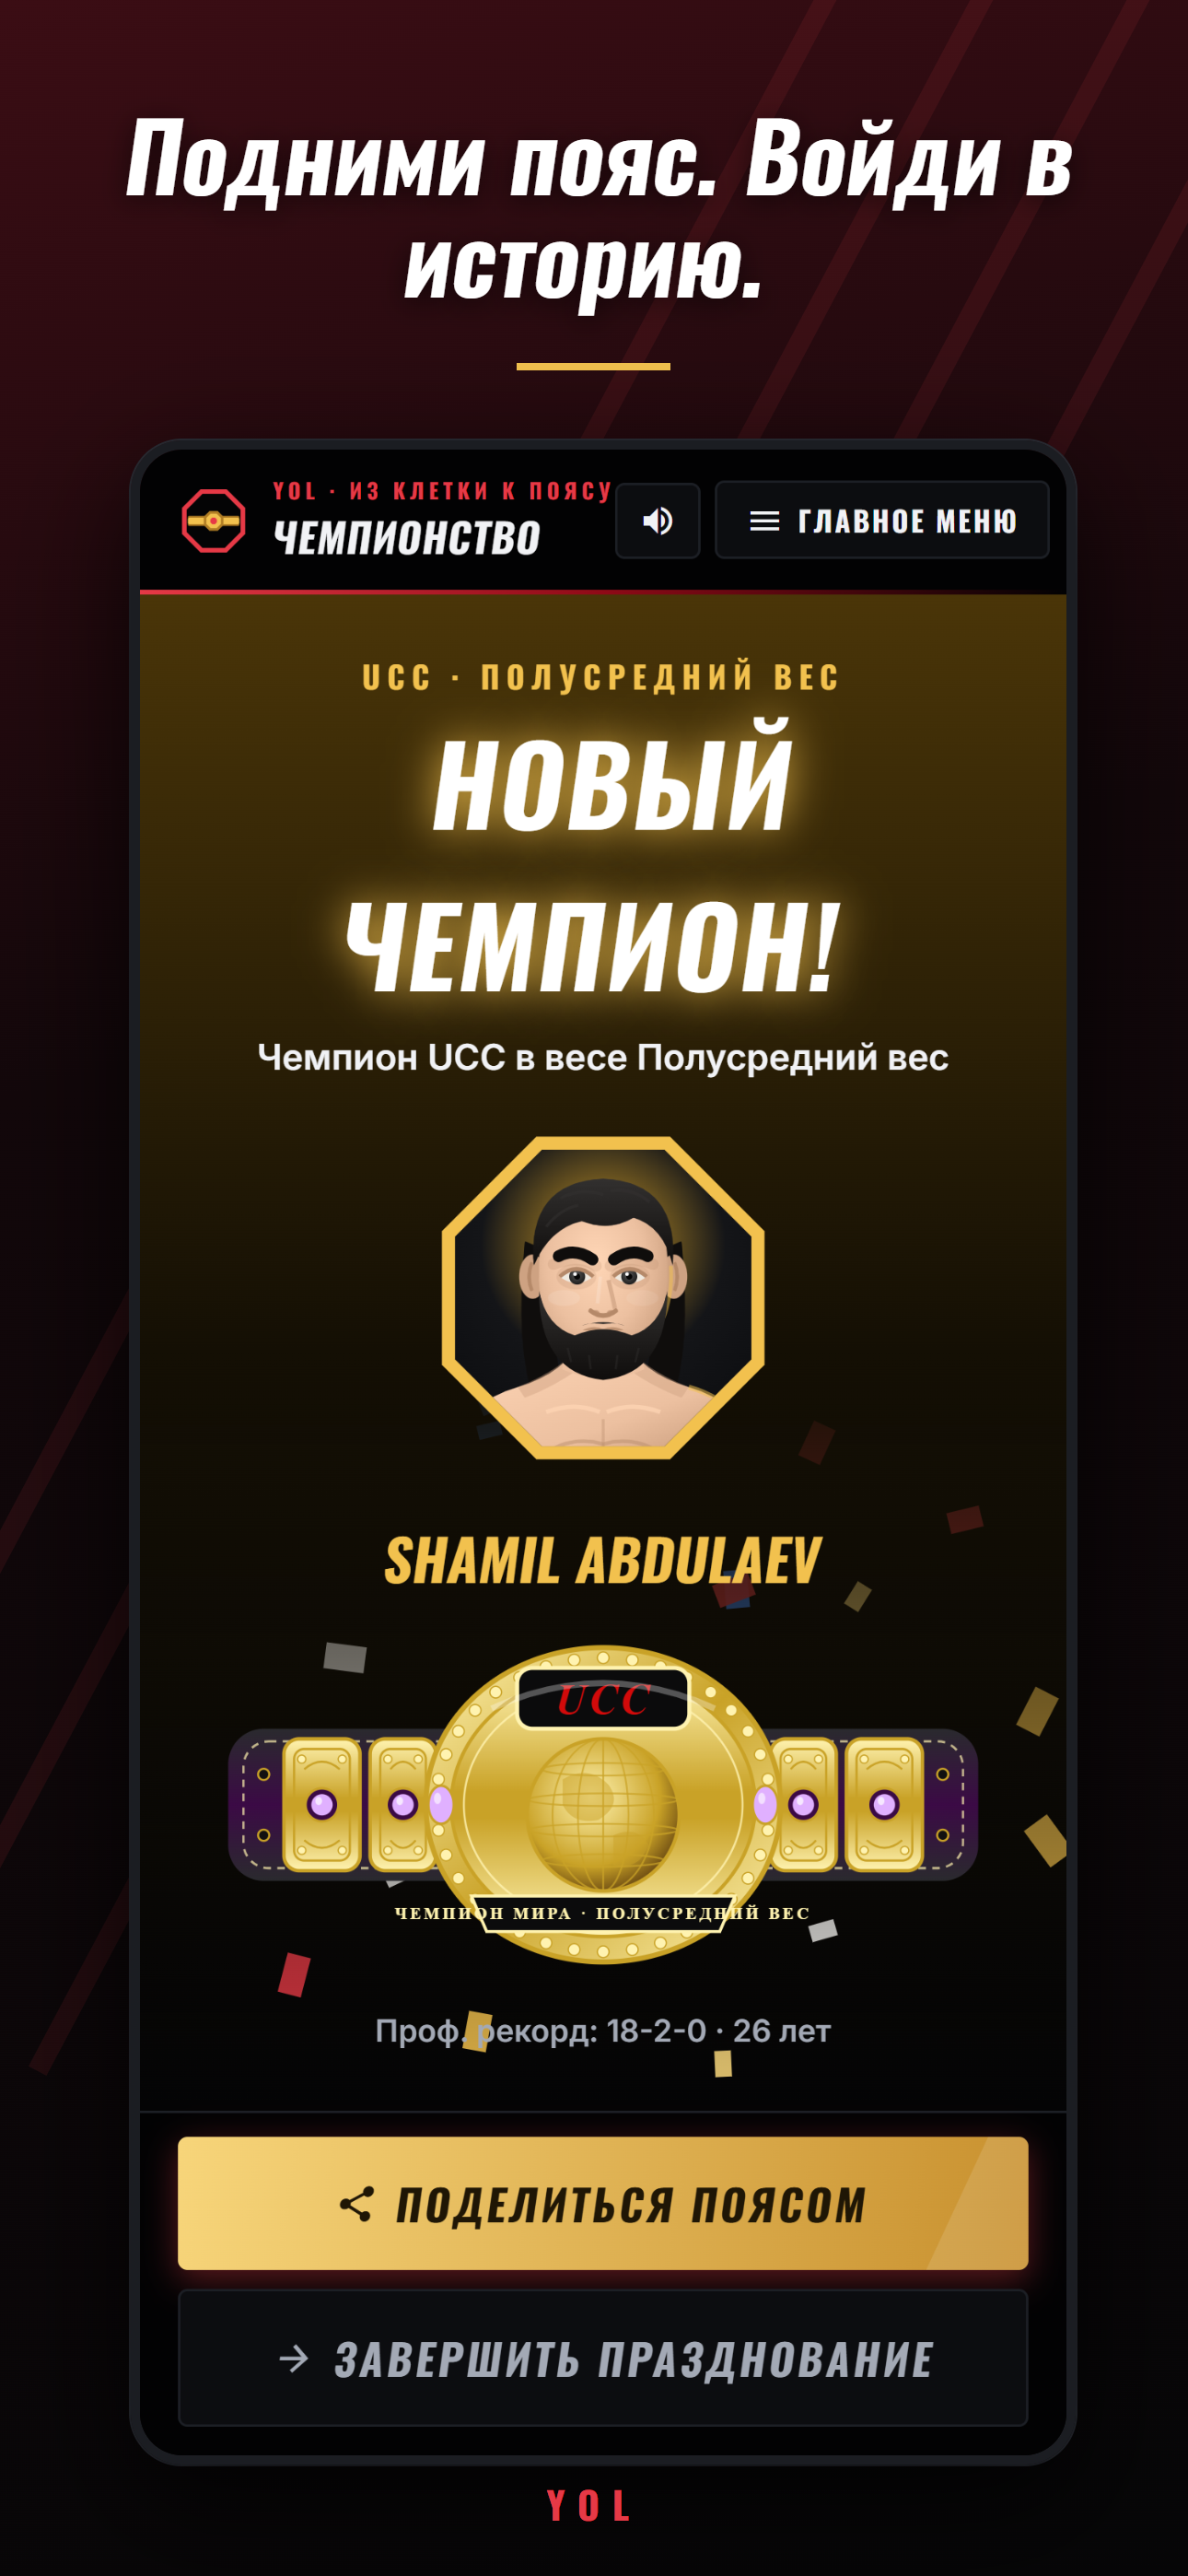 Подними пояс. Войди в
историю.
YOL · ИЗ КЛЕТКИ К ПОЯСУ
ЧЕМПИОНСТВО
ГЛАВНОЕ МЕНЮ
UCC · ПОЛУСРЕДНИЙ ВЕС
НОВЫЙ
ЧЕМПИОН!
Чемпион UCC в весе Полусредний вес
SHAMIL ABDULAEV
UCC
ЧЕМПИОН МИРА · ПОЛУСРЕДНИЙ ВЕС
Проф. рекорд: 18-2-0 · 26 лет
ПОДЕЛИТЬСЯ ПОЯСОМ
ЗАВЕРШИТЬ ПРАЗДНОВАНИЕ
YOL